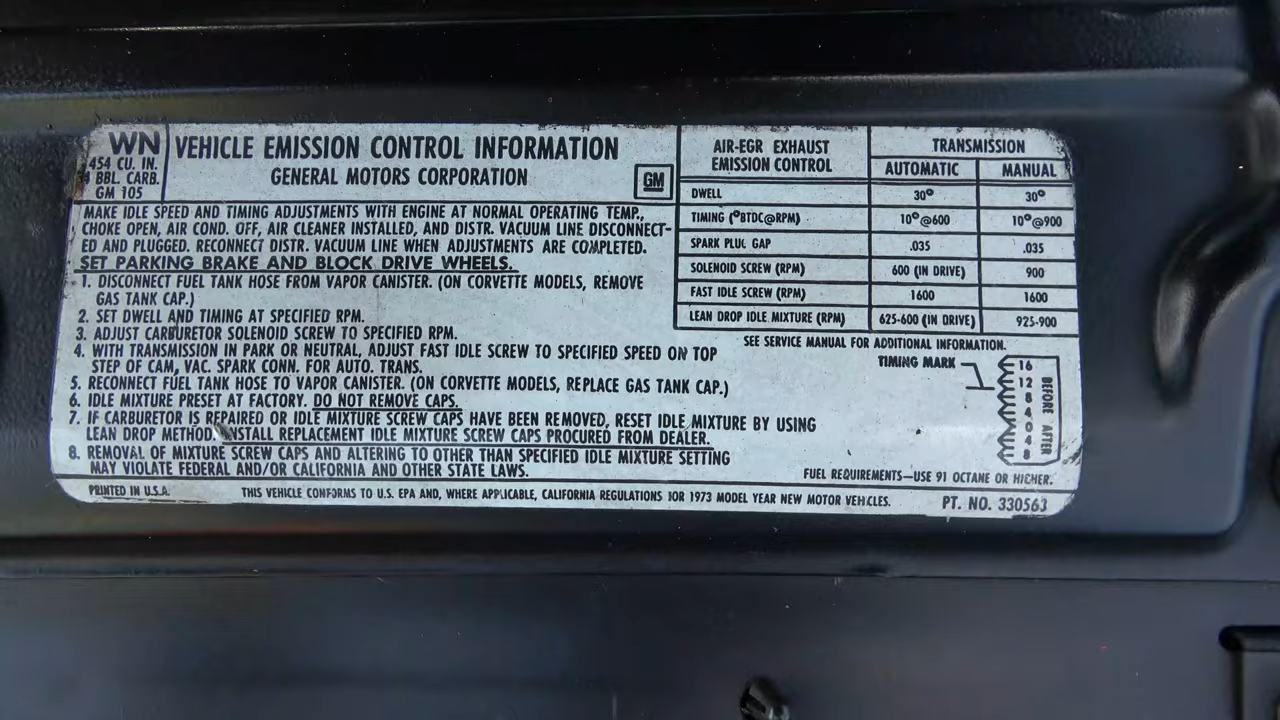 WN
454 CU. IN.
4 BBL. CARB.
GM 105
VEHICLE EMISSION CONTROL INFORMATION
GENERAL MOTORS CORPORATION
GM
MAKE IDLE SPEED AND TIMING ADJUSTMENTS WITH ENGINE AT NORMAL OPERATING TEMP.,
CHOKE OPEN, AIR COND. OFF, AIR CLEANER INSTALLED, AND DISTR. VACUUM LINE DISCONNECT-
ED AND PLUGGED. RECONNECT DISTR. VACUUM LINE WHEN ADJUSTMENTS ARE COMPLETED.
SET PARKING BRAKE AND BLOCK DRIVE WHEELS.
1. DISCONNECT FUEL TANK HOSE FROM VAPOR CANISTER. (ON CORVETTE MODELS, REMOVE
GAS TANK CAP.)
2. SET DWELL AND TIMING AT SPECIFIED RPM.
3. ADJUST CARBURETOR SOLENOID SCREW TO SPECIFIED RPM.
4. WITH TRANSMISSION IN PARK OR NEUTRAL, ADJUST FAST IDLE SCREW TO SPECIFIED SPEED ON TOP
STEP OF CAM, VAC. SPARK CONN. FOR AUTO. TRANS.
5. RECONNECT FUEL TANK HOSE TO VAPOR CANISTER. (ON CORVETTE MODELS, REPLACE GAS TANK CAP.)
6. IDLE MIXTURE PRESET AT FACTORY. DO NOT REMOVE CAPS.
7. IF CARBURETOR IS REPAIRED OR IDLE MIXTURE SCREW CAPS HAVE BEEN REMOVED, RESET IDLE MIXTURE BY USING
LEAN DROP METHOD. INSTALL REPLACEMENT IDLE MIXTURE SCREW CAPS PROCURED FROM DEALER.
8. REMOVAL OF MIXTURE SCREW CAPS AND ALTERING TO OTHER THAN SPECIFIED IDLE MIXTURE SETTING
MAY VIOLATE FEDERAL AND/OR CALIFORNIA AND OTHER STATE LAWS.
AIR-EGR EXHAUST
EMISSION CONTROL
TRANSMISSION
AUTOMATIC MANUAL
DWELL 30° 30°
TIMING (°BTDC@RPM) 10°@600 10°@900
SPARK PLUG GAP .035 .035
SOLENOID SCREW (RPM) 600 (IN DRIVE) 900
FAST IDLE SCREW (RPM) 1600 1600
LEAN DROP IDLE MIXTURE (RPM) 625-600 (IN DRIVE) 925-900
SEE SERVICE MANUAL FOR ADDITIONAL INFORMATION.
TIMING MARK
16
12
8
4
0
4
8
BEFORE AFTER
FUEL REQUIREMENTS—USE 91 OCTANE OR HIGHER.
PRINTED IN U.S.A.
THIS VEHICLE CONFORMS TO U.S. EPA AND, WHERE APPLICABLE, CALIFORNIA REGULATIONS FOR 1973 MODEL YEAR NEW MOTOR VEHICLES.
PT. NO. 330563